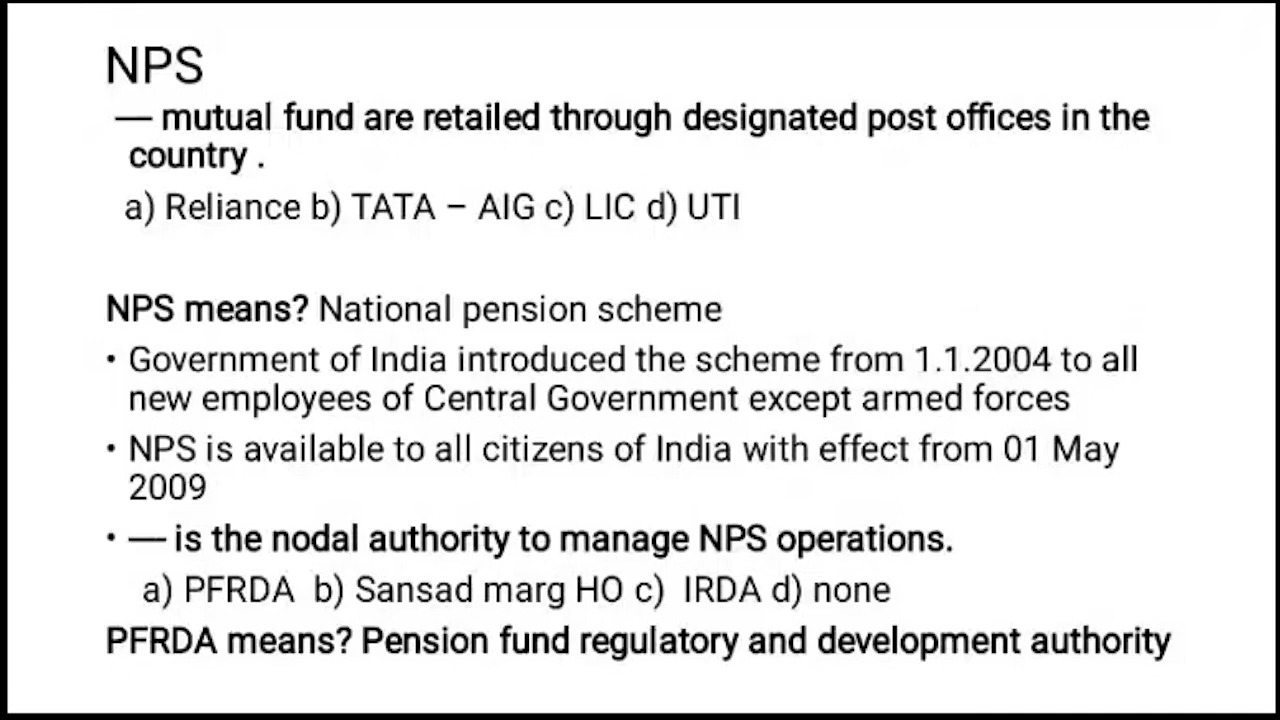 NPS
— mutual fund are retailed through designated post offices in the
country .
a) Reliance b) TATA – AIG c) LIC d) UTI
NPS means? National pension scheme
• Government of India introduced the scheme from 1.1.2004 to all
new employees of Central Government except armed forces
• NPS is available to all citizens of India with effect from 01 May
2009
• — is the nodal authority to manage NPS operations.
a) PFRDA b) Sansad marg HO c) IRDA d) none
PFRDA means? Pension fund regulatory and development authority